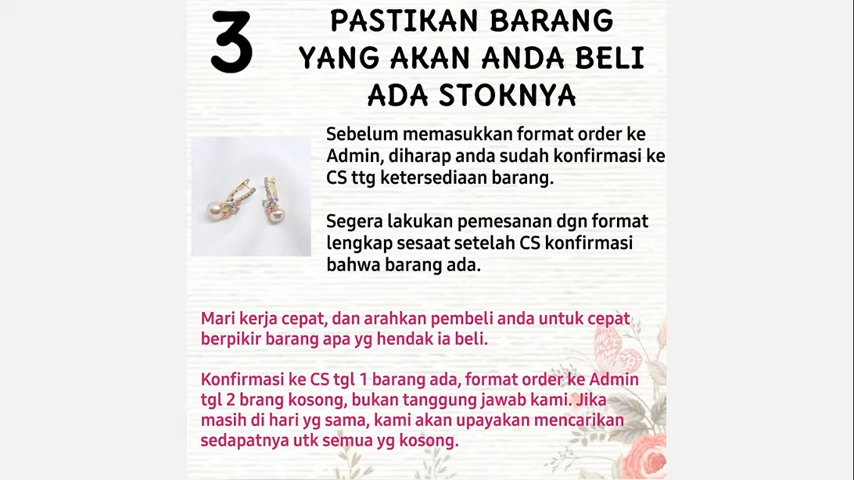 3
PASTIKAN BARANG
YANG AKAN ANDA BELI
ADA STOKNYA
Sebelum memasukkan format order ke
Admin, diharap anda sudah konfirmasi ke
CS ttg ketersediaan barang.
Segera lakukan pemesanan dgn format
lengkap sesaat setelah CS konfirmasi
bahwa barang ada.
Mari kerja cepat, dan arahkan pembeli anda untuk cepat
berpikir barang apa yg hendak ia beli.
Konfirmasi ke CS tgl 1 barang ada, format order ke Admin
tgl 2 brang kosong, bukan tanggung jawab kami. Jika
masih di hari yg sama, kami akan upayakan mencarikan
sedapatnya utk semua yg kosong.